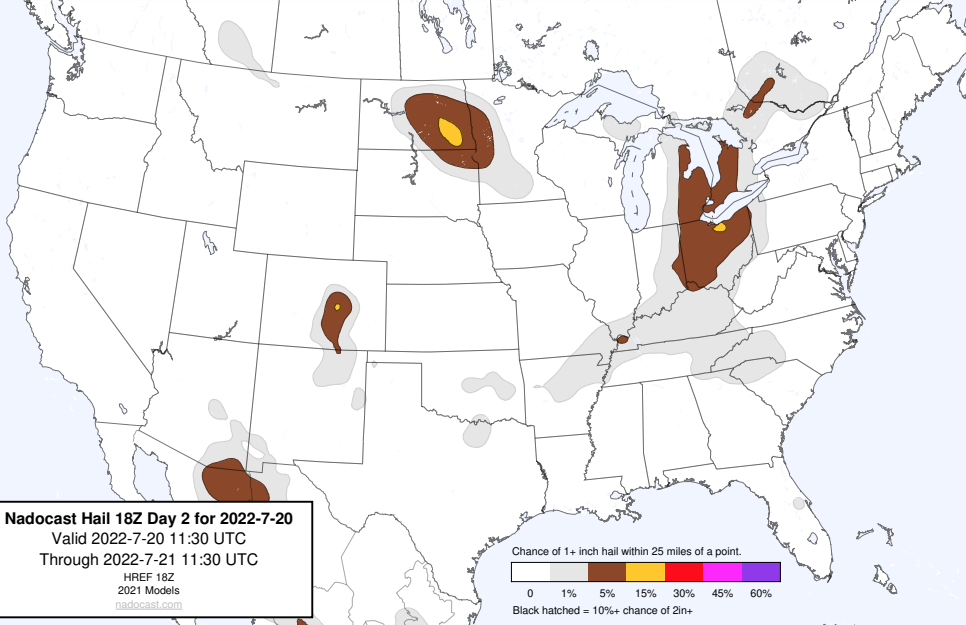 Nadocast Hail 18Z Day 2 for 2022-7-20
Valid 2022-7-20 11:30 UTC
Through 2022-7-21 11:30 UTC
HREF 18Z
2021 Models
nadocast.com
Chance of 1+ inch hail within 25 miles of a point.
0 1% 5% 15% 30% 45% 60%
Black hatched = 10%+ chance of 2in+